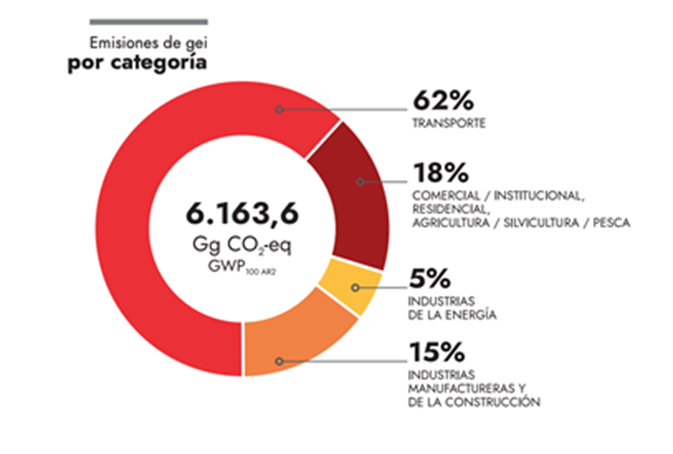 Emisiones de gei
por categoría
62%
TRANSPORTE
18%
COMERCIAL / INSTITUCIONAL,
RESIDENCIAL,
AGRICULTURA / SILVICULTURA / PESCA
6.163,6
Gg CO₂-eq
GWP₁₀₀ AR2
5%
INDUSTRIAS
DE LA ENERGÍA
15%
INDUSTRIAS
MANUFACTURERAS Y
DE LA CONSTRUCCIÓN